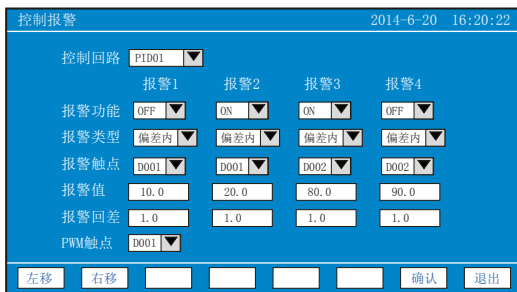 控制报警 2014-6-20 16:20:22
控制回路 PID01
报警1 报警2 报警3 报警4
报警功能 OFF ON ON OFF
报警类型 偏差内 偏差内 偏差内 偏差内
报警触点 D001 D001 D002 D002
报警值 10.0 20.0 80.0 90.0
报警回差 1.0 1.0 1.0 1.0
PWM触点 D001
左移 右移 确认 退出